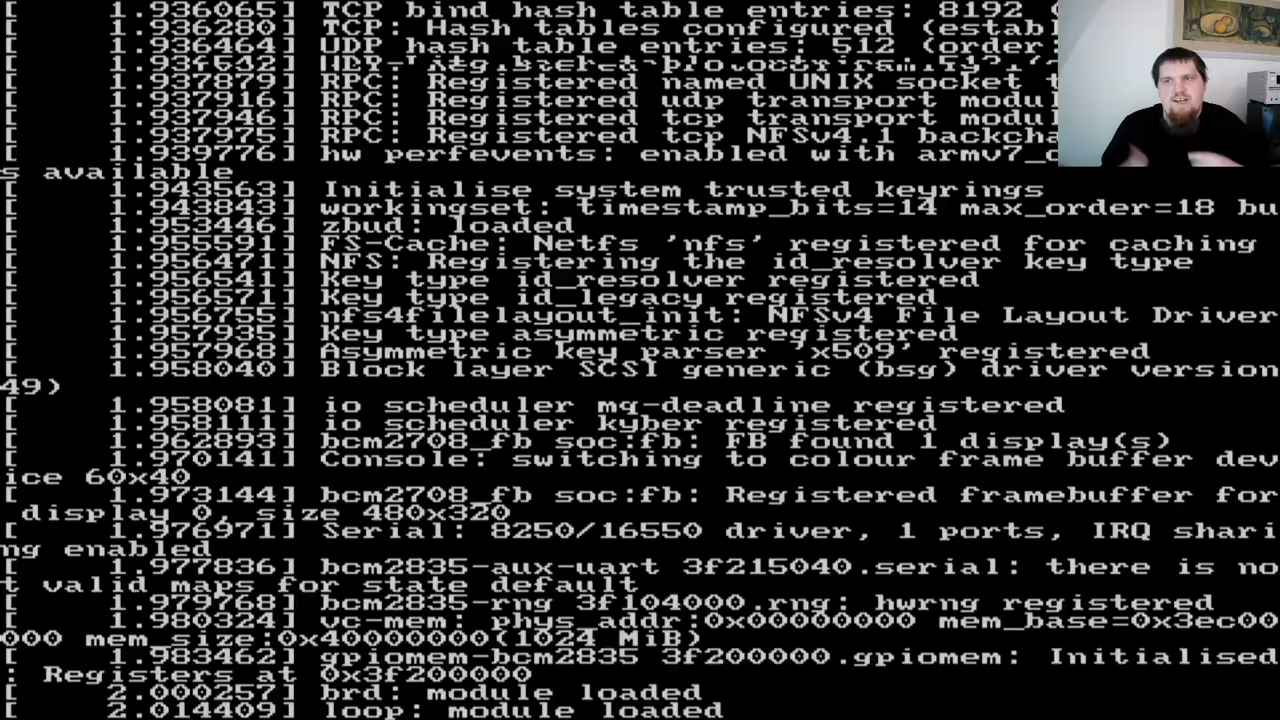 [    1.936065] TCP bind hash table entries: 8192
[    1.936280] TCP: Hash tables configured (estab
[    1.936464] UDP hash table entries: 512 (order:
[    1.937879] RPC: Registered named UNIX socket t
[    1.937916] RPC: Registered udp transport modul
[    1.937946] RPC: Registered tcp transport modul
[    1.937975] RPC: Registered tcp NFSv4.1 backcha
[    1.939776] hw perfevents: enabled with armv7_c
s available
[    1.943563] Initialise system trusted keyrings
[    1.943843] workingset: timestamp_bits=14 max_order=18 bu
[    1.953446] zbud: loaded
[    1.955591] FS-Cache: Netfs 'nfs' registered for caching
[    1.956471] NFS: Registering the id_resolver key type
[    1.956541] Key type id_resolver registered
[    1.956571] Key type id_legacy registered
[    1.956755] nfs4filelayout_init: NFSv4 File Layout Driver
[    1.957935] Key type asymmetric registered
[    1.957968] Asymmetric key parser 'x509' registered
[    1.958040] Block layer SCSI generic (bsg) driver version
49)
[    1.958081] io scheduler mq-deadline registered
[    1.958111] io scheduler kyber registered
[    1.962893] bcm2708_fb soc:fb: FB found 1 display(s)
[    1.970141] Console: switching to colour frame buffer dev
ice 60x40
[    1.973144] bcm2708_fb soc:fb: Registered framebuffer for
display 0, size 480x320
[    1.976971] Serial: 8250/16550 driver, 1 ports, IRQ shari
ng enabled
[    1.977836] bcm2835-aux-uart 3f215040.serial: there is no
t valid maps for state default
[    1.979768] bcm2835-rng 3f104000.rng: hwrng registered
[    1.980324] vc-mem: phys_addr:0x00000000 mem_base=0x3ec00
000 mem_size:0x40000000(1024 MiB)
[    1.983462] gpiomem-bcm2835 3f200000.gpiomem: Initialised
: Registers at 0x3f200000
[    2.000257] brd: module loaded
[    2.014409] loop: module loaded